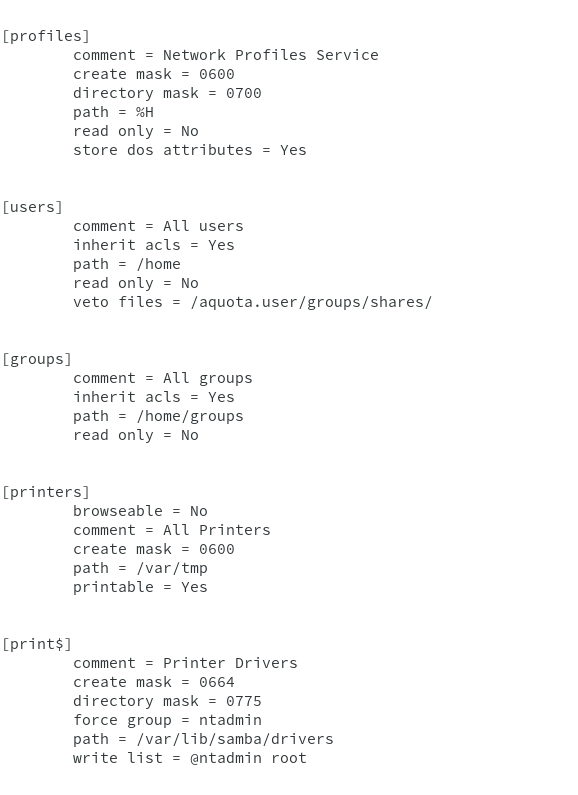 [profiles]
comment = Network Profiles Service
create mask = 0600
directory mask = 0700
path = %H
read only = No
store dos attributes = Yes
[users]
comment = All users
inherit acls = Yes
path = /home
read only = No
veto files = /aquota.user/groups/shares/
[groups]
comment = All groups
inherit acls = Yes
path = /home/groups
read only = No
[printers]
browseable = No
comment = All Printers
create mask = 0600
path = /var/tmp
printable = Yes
[print$]
comment = Printer Drivers
create mask = 0664
directory mask = 0775
force group = ntadmin
path = /var/lib/samba/drivers
write list = @ntadmin root